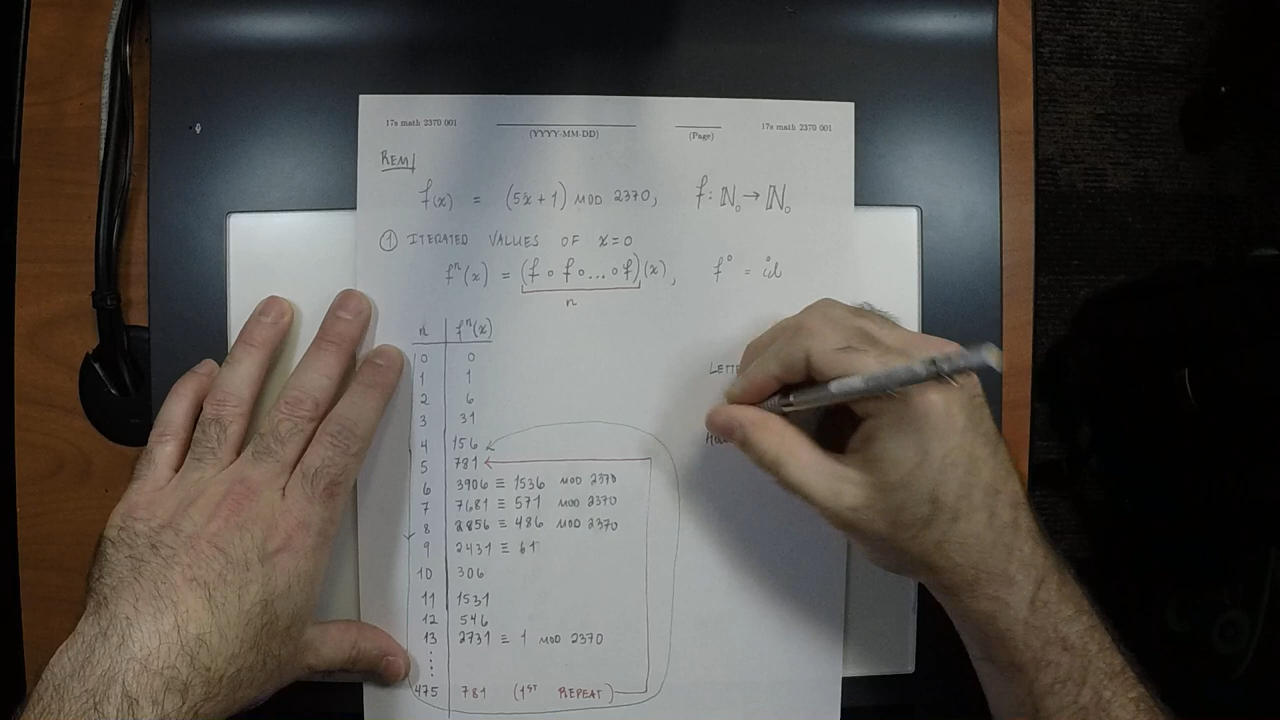 17s math 2370 001 (YYYY-MM-DD) (Page) 17s math 2370 001
REM/
f(x) = (5x+1) MOD 2370, f: ℕ₀ → ℕ₀
① ITERATED VALUES OF x=0
fⁿ(x) = (f ∘ f ∘ ... ∘ f)(x), f⁰ = id
n
n fⁿ(x)
0 0
1 1
2 6
3 31
4 156
5 781
6 3906 ≡ 1536 MOD 2370
7 7681 ≡ 571 MOD 2370
8 2856 ≡ 486 MOD 2370
9 2431 ≡ 61
10 306
11 1531
12 546
13 2731 ≡ 1 MOD 2370
⋮
475 781 (1ST REPEAT)